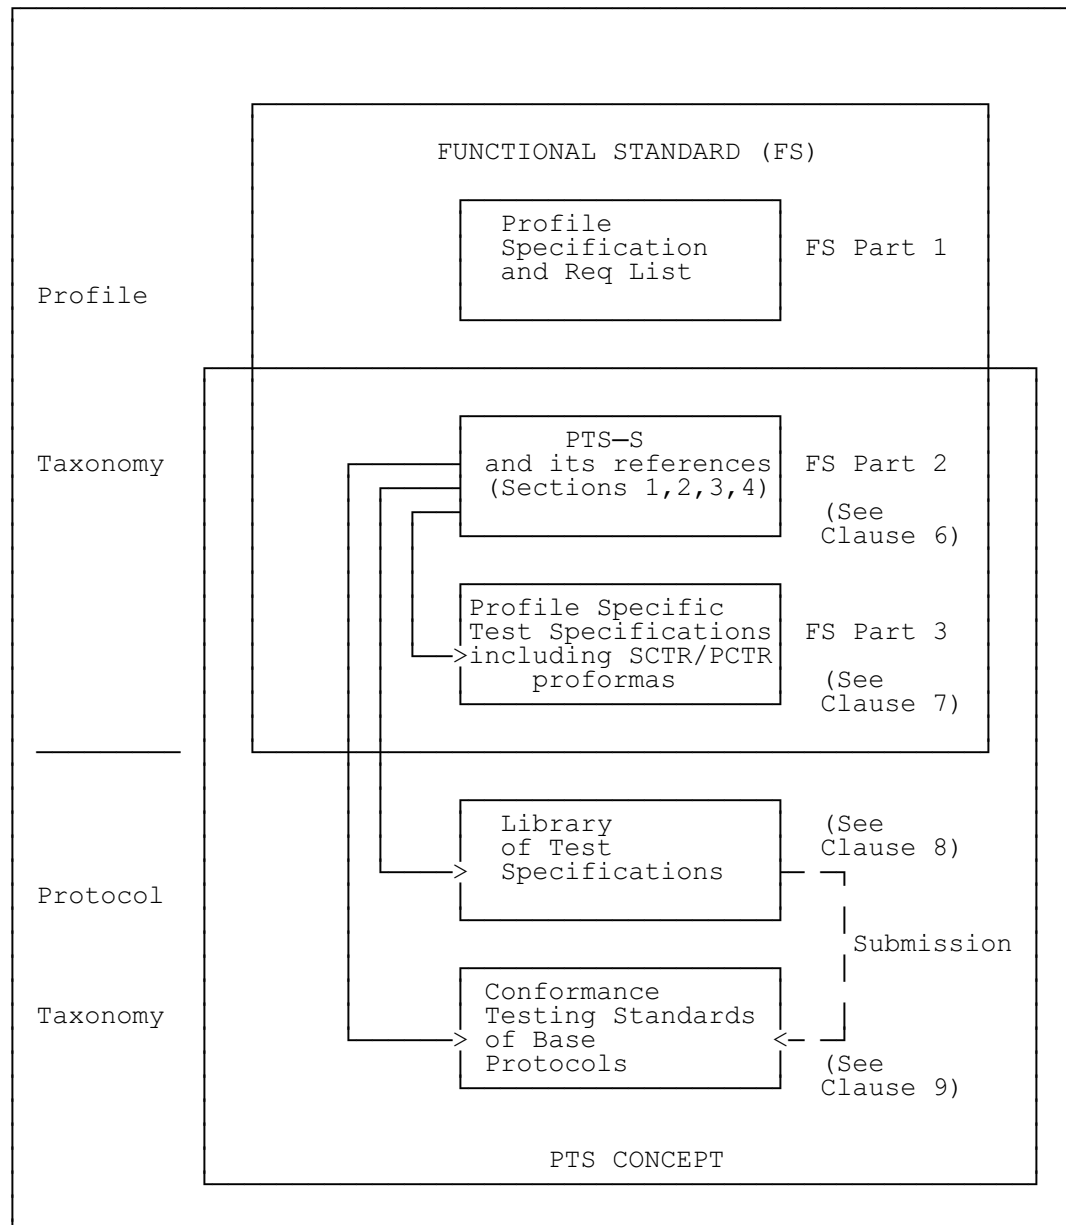 FUNCTIONAL STANDARD (FS)
Profile
Specification
and Req List
FS Part 1
Profile
PTS—S
and its references
(Sections 1,2,3,4)
FS Part 2
(See
Clause 6)
Taxonomy
Profile Specific
Test Specifications
including SCTR/PCTR
proformas
FS Part 3
(See
Clause 7)
Library
of Test
Specifications
(See
Clause 8)
Protocol
Submission
Conformance
Testing Standards
of Base
Protocols
Taxonomy
(See
Clause 9)
PTS CONCEPT